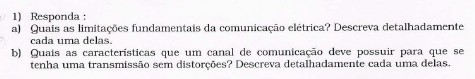 1) Responda :
a) Quais as limitações fundamentais da comunicação elétrica? Descreva detalhadamente
cada uma delas.
b) Quais as características que um canal de comunicação deve possuir para que se
tenha uma transmissão sem distorções? Descreva detalhadamente cada uma delas.